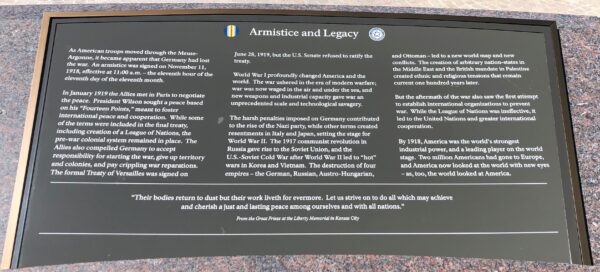 Armistice and Legacy
As American troops moved through the Meuse-
Argonne, it became apparent that Germany had lost
the war. An armistice was signed on November 11,
1918, effective at 11:00 a.m. – the eleventh hour of the
eleventh day of the eleventh month.
In January 1919 the Allies met in Paris to negotiate
the peace. President Wilson sought a peace based
on his "Fourteen Points," meant to foster
international peace and cooperation. While some
of the terms were included in the final treaty,
including creation of a League of Nations, the
pre-war colonial system remained in place. The
Allies also compelled Germany to accept
responsibility for starting the war, give up territory
and colonies, and pay crippling war reparations.
The formal Treaty of Versailles was signed on
June 28, 1919, but the U.S. Senate refused to ratify the
treaty.
World War I profoundly changed America and the
world. The war ushered in the era of modern warfare;
war was now waged in the air and under the sea, and
new weapons and industrial capacity gave war an
unprecedented scale and technological savagery.
The harsh penalties imposed on Germany contributed
to the rise of the Nazi party, while other terms created
resentments in Italy and Japan, setting the stage for
World War II. The 1917 communist revolution in
Russia gave rise to the Soviet Union, and the
U.S.-Soviet Cold War after World War II led to "hot"
wars in Korea and Vietnam. The destruction of four
empires – the German, Russian, Austro-Hungarian,
and Ottoman – led to a new world map and new
conflicts. The creation of arbitrary nation-states in
the Middle East and the British mandate in Palestine
created ethnic and religious tensions that remain
current one hundred years later.
But the aftermath of the war also saw the first attempt
to establish international organizations to prevent
war. While the League of Nations was ineffective, it
led to the United Nations and greater international
cooperation.
By 1918, America was the world's strongest
industrial power, and a leading player on the world
stage. Two million Americans had gone to Europe,
and America now looked at the world with new eyes
– as, too, the world looked at America.
"Their bodies return to dust but their work liveth for evermore. Let us strive on to do all which may achieve
and cherish a just and lasting peace among ourselves and with all nations."
From the Great Frieze at the Liberty Memorial in Kansas City